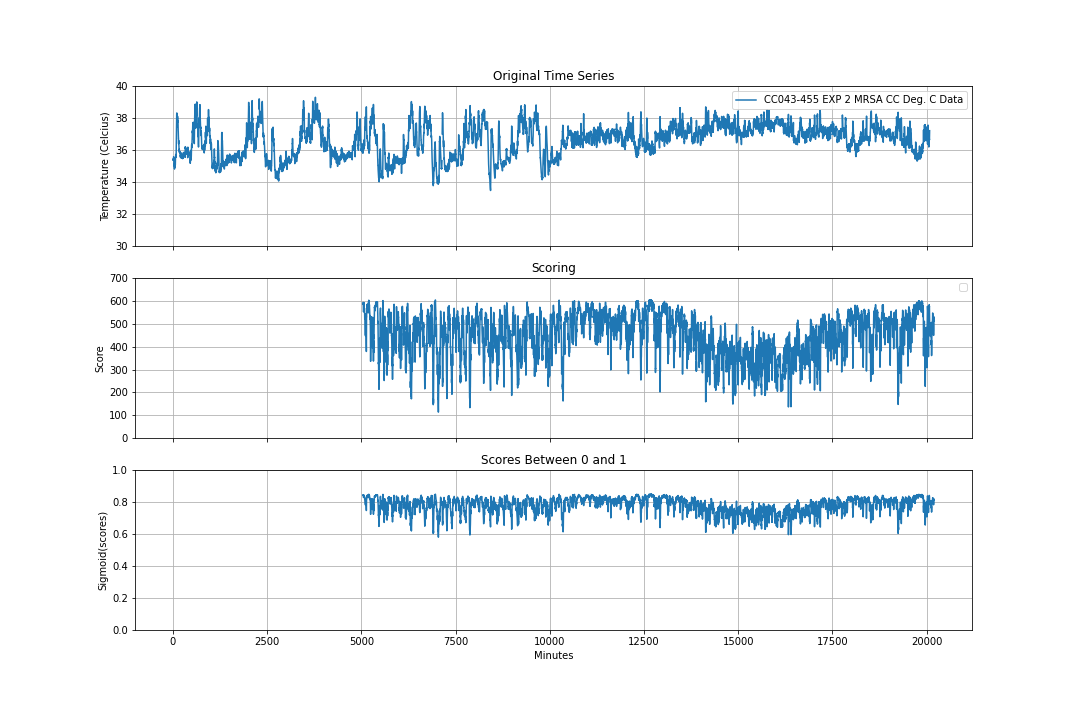 Original Time Series
40
38
36
34
32
30
Temperature (Celcius)
CC043-455 EXP 2 MRSA CC Deg. C Data
Scoring
700
600
500
400
300
200
100
0
Score
Scores Between 0 and 1
1.0
0.8
0.6
0.4
0.2
0.0
Sigmoid(scores)
0 2500 5000 7500 10000 12500 15000 17500 20000
Minutes